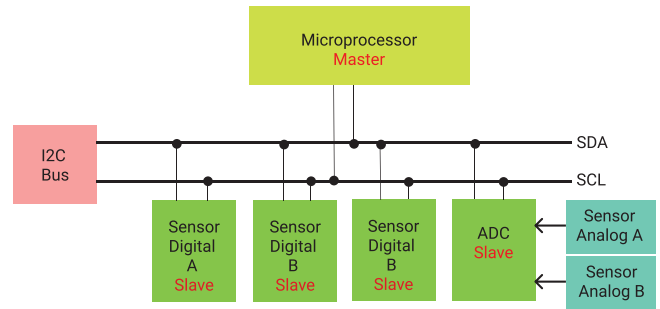 Microprocessor
Master
I2C
Bus
SDA
SCL
Sensor
Digital
A
Slave
Sensor
Digital
B
Slave
Sensor
Digital
B
Slave
ADC
Slave
Sensor
Analog A
Sensor
Analog B